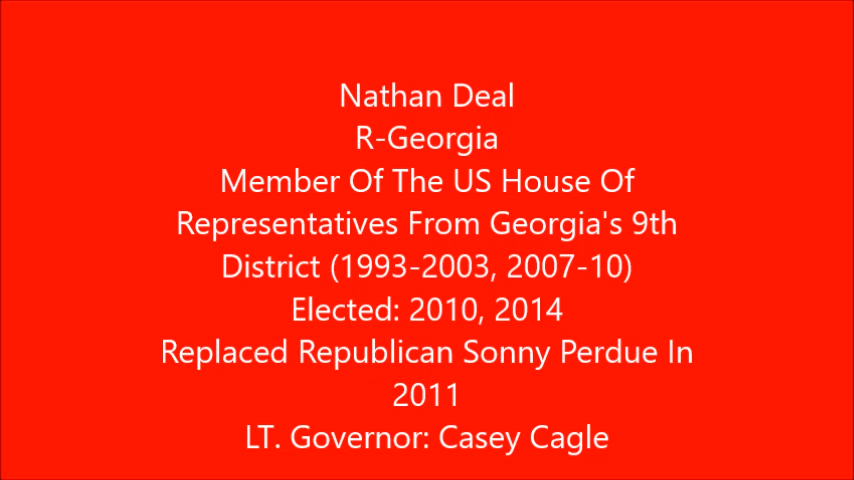 Nathan Deal
R-Georgia
Member Of The US House Of
Representatives From Georgia's 9th
District (1993-2003, 2007-10)
Elected: 2010, 2014
Replaced Republican Sonny Perdue In
2011
LT. Governor: Casey Cagle